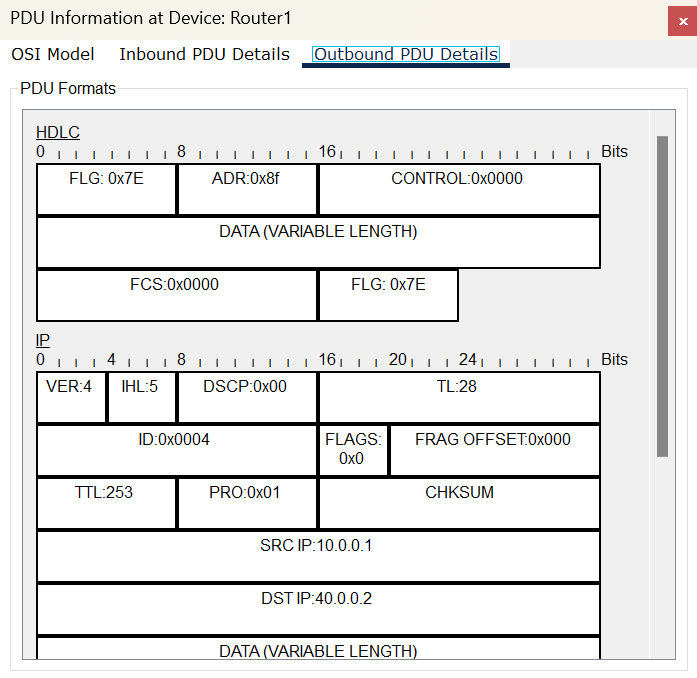 PDU Information at Device: Router1
×
OSI Model Inbound PDU Details Outbound PDU Details
PDU Formats
HDLC
0 8 16 Bits
FLG: 0x7E ADR:0x8f CONTROL:0x0000
DATA (VARIABLE LENGTH)
FCS:0x0000 FLG: 0x7E
IP
0 4 8 16 20 24 Bits
VER:4 IHL:5 DSCP:0x00 TL:28
ID:0x0004 FLAGS: 0x0 FRAG OFFSET:0x000
TTL:253 PRO:0x01 CHKSUM
SRC IP:10.0.0.1
DST IP:40.0.0.2
DATA (VARIABLE LENGTH)